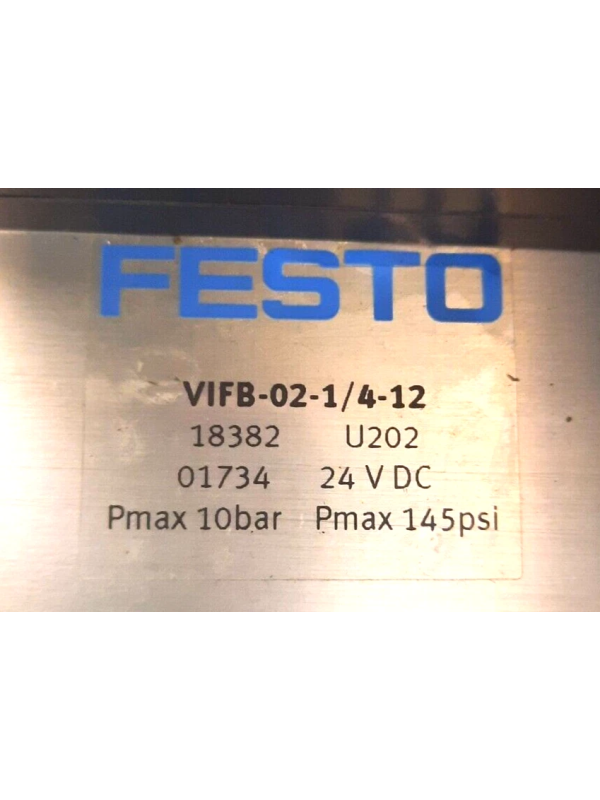 FESTO
VIFB-02-1/4-12
18382 U202
01734 24 V DC
Pmax 10bar Pmax 145psi